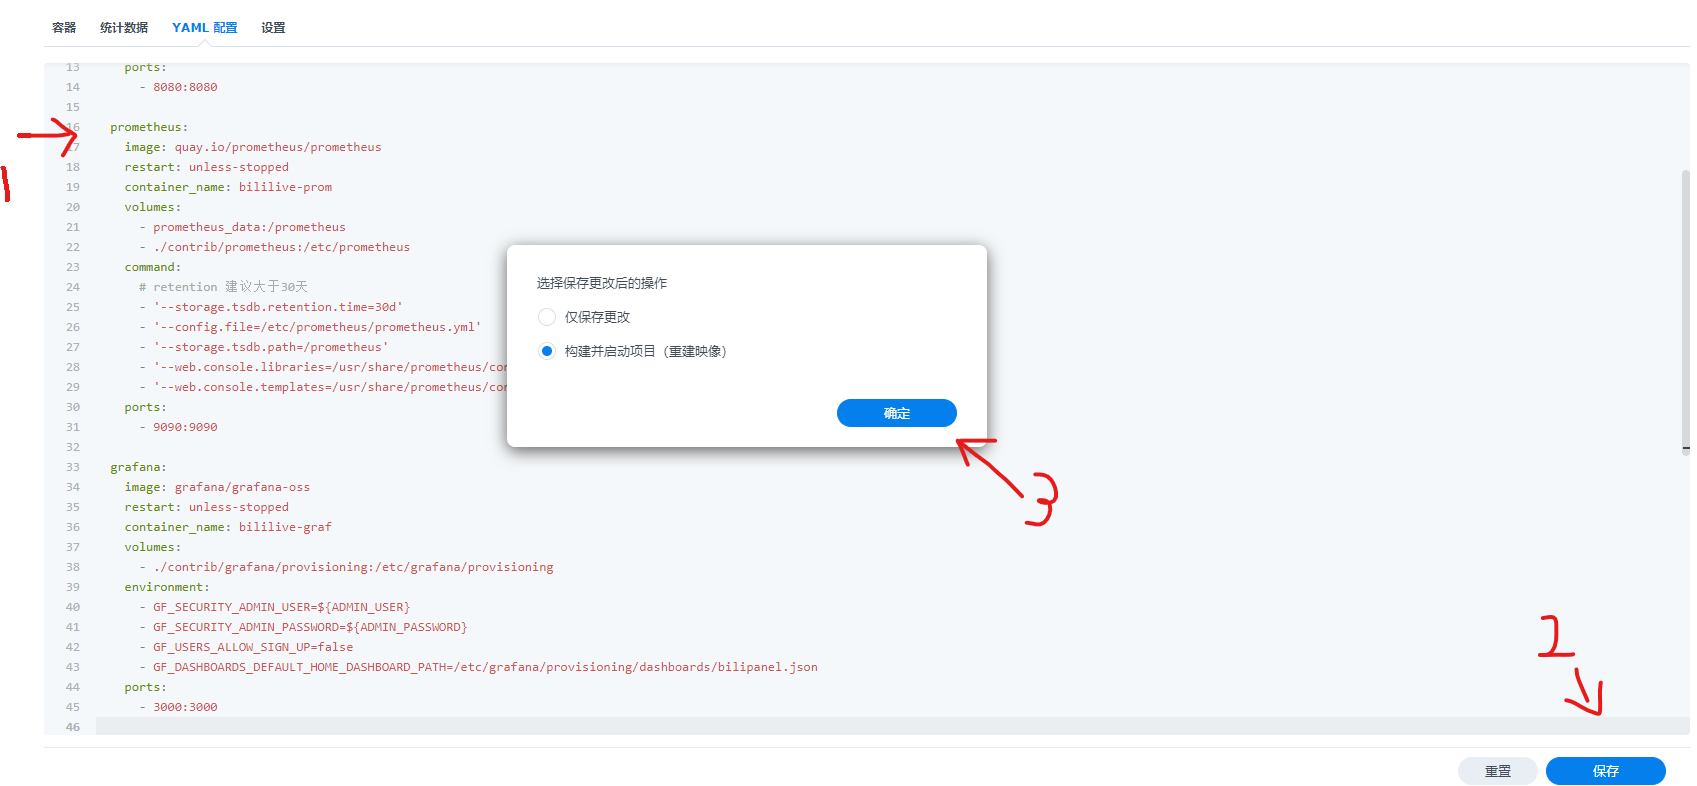 容器 统计数据 YAML 配置 设置
13 ports:
14 - 8080:8080
15
16 prometheus:
17 image: quay.io/prometheus/prometheus
18 restart: unless-stopped
19 container_name: bililive-prom
20 volumes:
21 - prometheus_data:/prometheus
22 - ./contrib/prometheus:/etc/prometheus
23 command:
24 # retention 建议大于30天
25 - '--storage.tsdb.retention.time=30d'
26 - '--config.file=/etc/prometheus/prometheus.yml'
27 - '--storage.tsdb.path=/prometheus'
28 - '--web.console.libraries=/usr/share/prometheus/con
29 - '--web.console.templates=/usr/share/prometheus/con
30 ports:
31 - 9090:9090
32
33 grafana:
34 image: grafana/grafana-oss
35 restart: unless-stopped
36 container_name: bililive-graf
37 volumes:
38 - ./contrib/grafana/provisioning:/etc/grafana/provisioning
39 environment:
40 - GF_SECURITY_ADMIN_USER=${ADMIN_USER}
41 - GF_SECURITY_ADMIN_PASSWORD=${ADMIN_PASSWORD}
42 - GF_USERS_ALLOW_SIGN_UP=false
43 - GF_DASHBOARDS_DEFAULT_HOME_DASHBOARD_PATH=/etc/grafana/provisioning/dashboards/bilipanel.json
44 ports:
45 - 3000:3000
46
选择保存更改后的操作
仅保存更改
构建并启动项目（重建映像）
确定
1
3
2
重置 保存